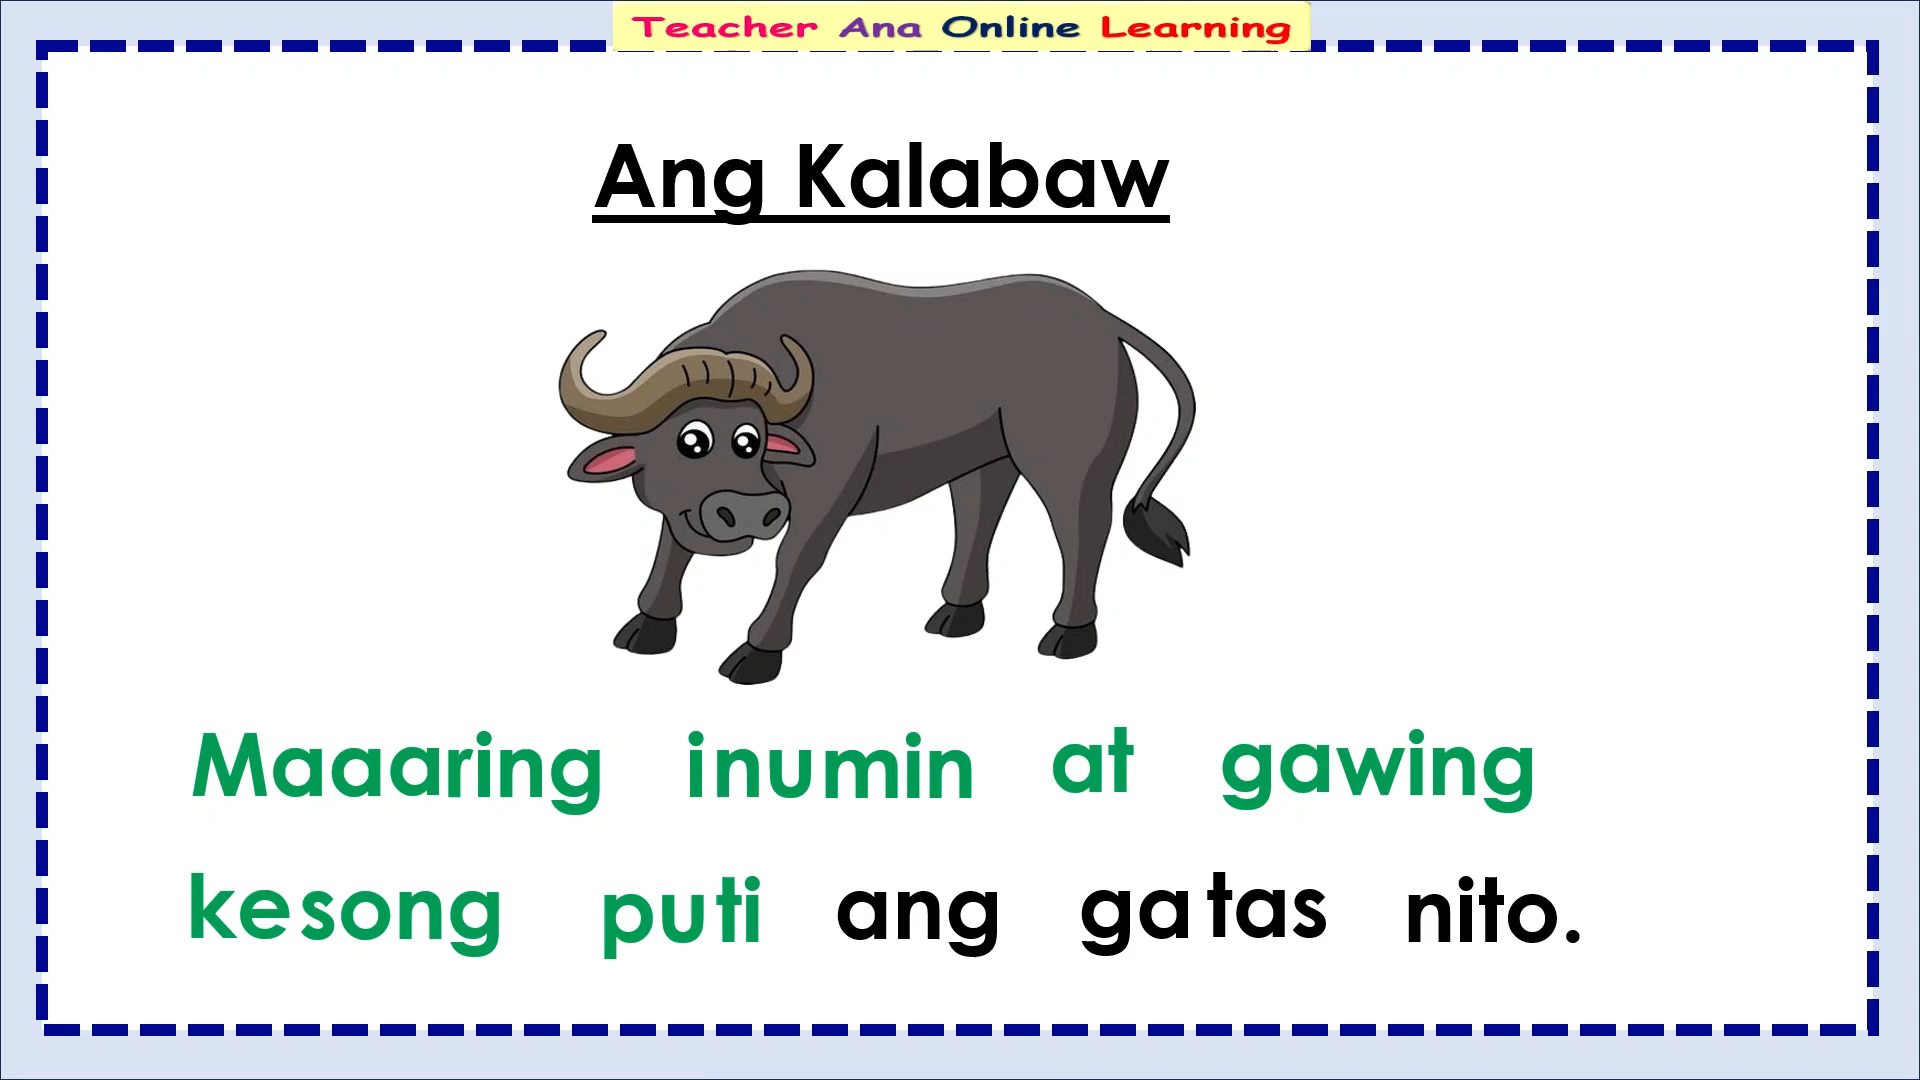 Teacher Ana Online Learning
Ang Kalabaw
Maaaring inumin at gawing
kesong puti ang gatas nito.